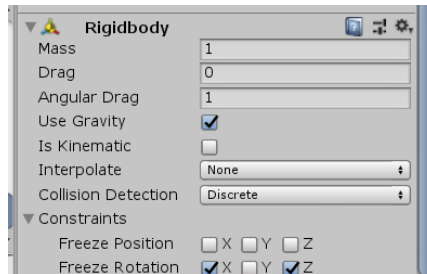 Rigidbody
Mass 1
Drag 0
Angular Drag 1
Use Gravity
Is Kinematic
Interpolate None
Collision Detection Discrete
Constraints
Freeze Position X Y Z
Freeze Rotation X Y Z